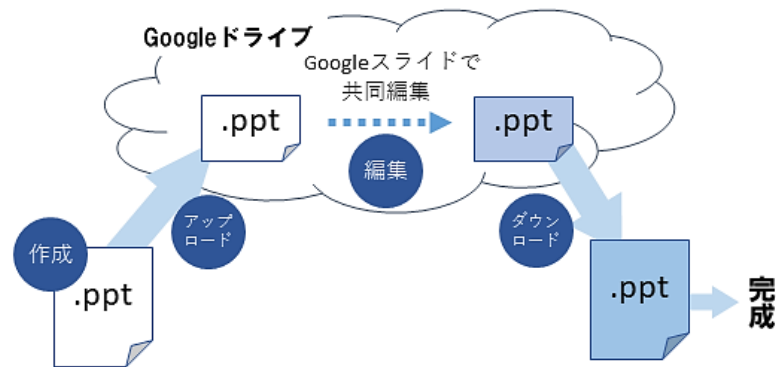 Googleドライブ
Googleスライドで
共同編集
.ppt
.ppt
編集
アップ
ロード
ダウン
ロード
作成
.ppt
.ppt
完成